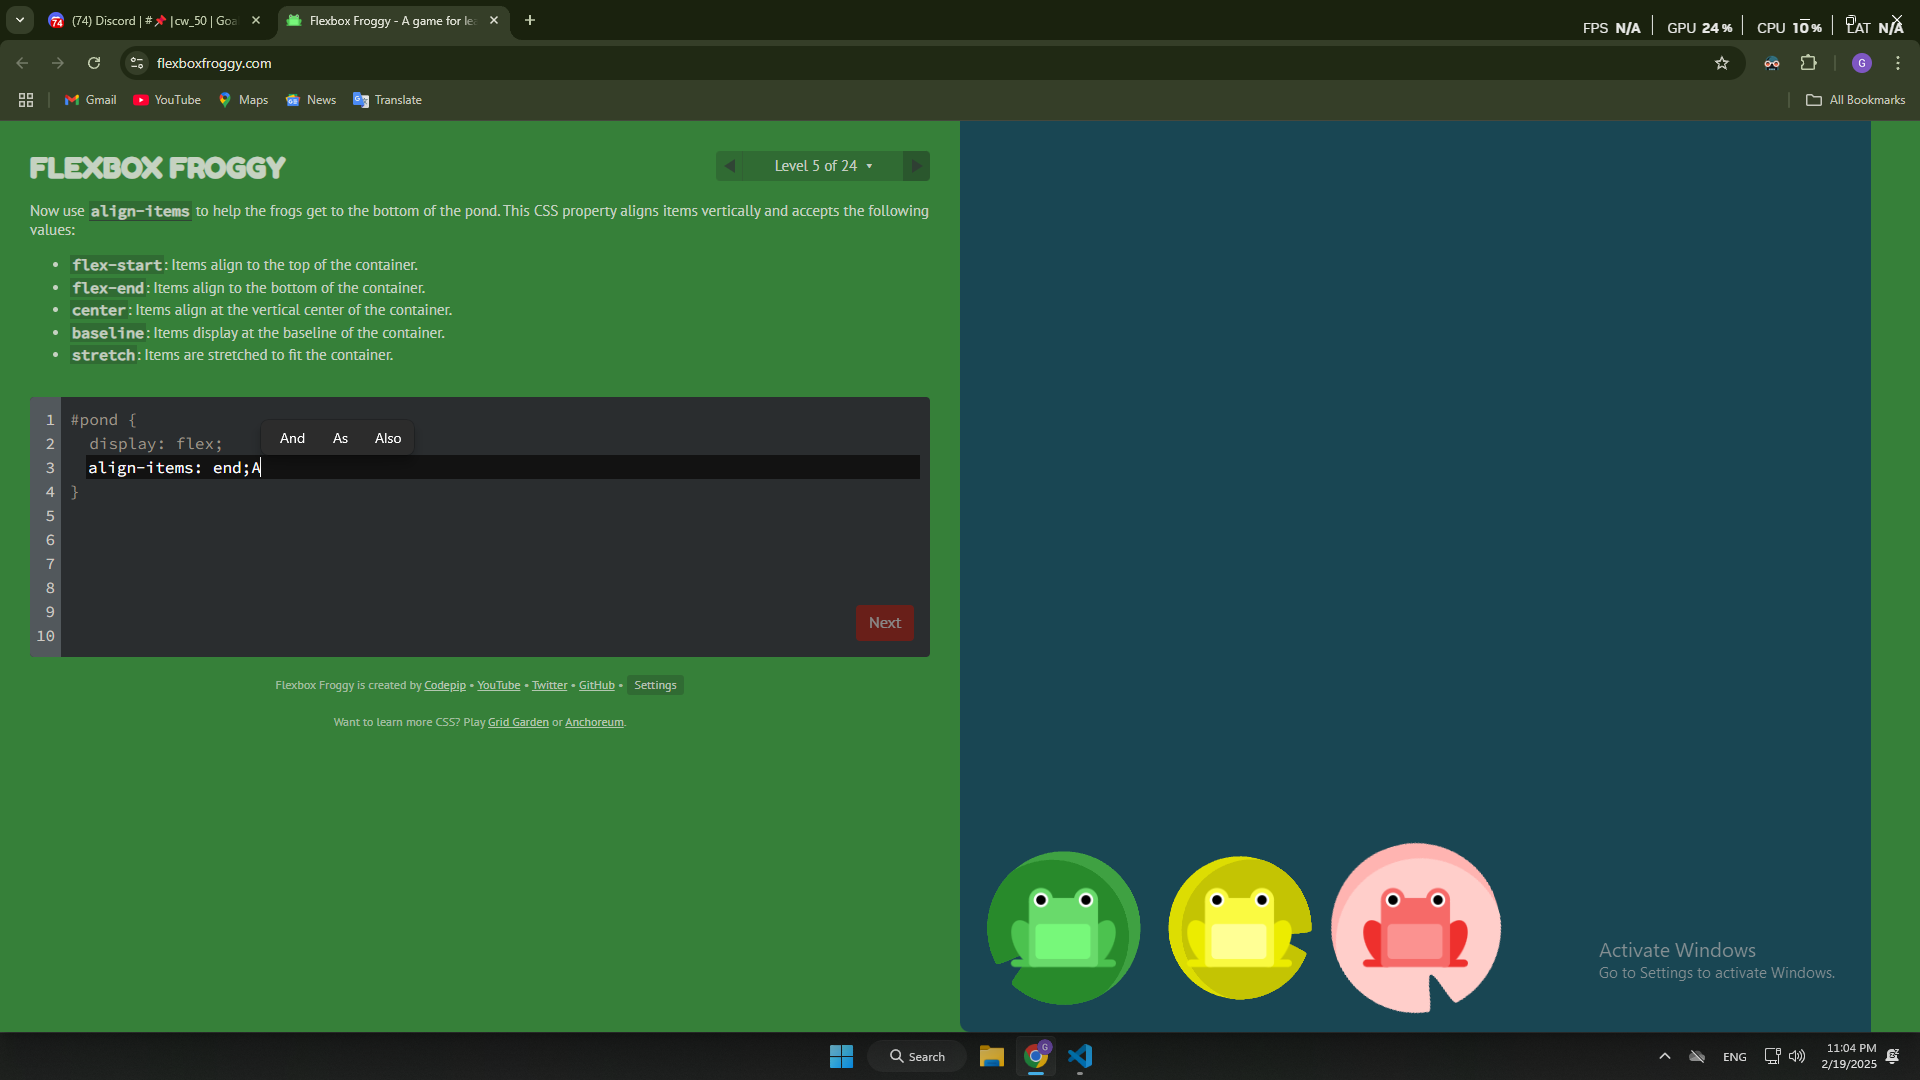 (74) Discord | #📌 |cw_50 | Goa
Flexbox Froggy - A game for lea
FPS N/A GPU 24 % CPU 10 % LAT N/A
flexboxfroggy.com
G
Gmail YouTube Maps News Translate All Bookmarks
FLEXBOX FROGGY
Level 5 of 24
Now use align-items to help the frogs get to the bottom of the pond. This CSS property aligns items vertically and accepts the following
values:
• flex-start: Items align to the top of the container.
• flex-end: Items align to the bottom of the container.
• center: Items align at the vertical center of the container.
• baseline: Items display at the baseline of the container.
• stretch: Items are stretched to fit the container.
1 #pond {
And As Also
2 display: flex;
3 align-items: end;A
4 }
5
6
7
8
9
10
Next
Flexbox Froggy is created by Codepip • YouTube • Twitter • GitHub • Settings
Want to learn more CSS? Play Grid Garden or Anchoreum.
Activate Windows
Go to Settings to activate Windows.
Search
ENG
11:04 PM
2/19/2025